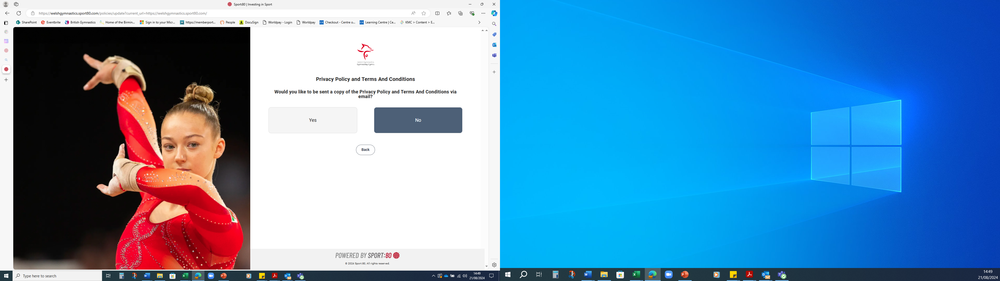 Sport:80 | Investing in Sport
https://welshgymnastics.sport80.com/policies/update?current_url=https://welshgymnastics.sport80.com/
SharePoint
Eventbrite
British Gymnastics
Home of the Birmin...
Sign in to your Micr...
https://memberport...
People
DocuSign
Worldpay - Login
Worldpay
Checkout - Centre o...
Learning Centre | Ce...
KMC > Content > E...
Welsh Gymnastics
Gymnasteg Cymru
Privacy Policy and Terms And Conditions
Would you like to be sent a copy of the Privacy Policy and Terms And Conditions via
email?
Yes
No
Back
POWERED BY SPORT:80
© 2024 Sport:80, All rights reserved.
Type here to search
14:49
21/08/2024
14:49
21/08/2024